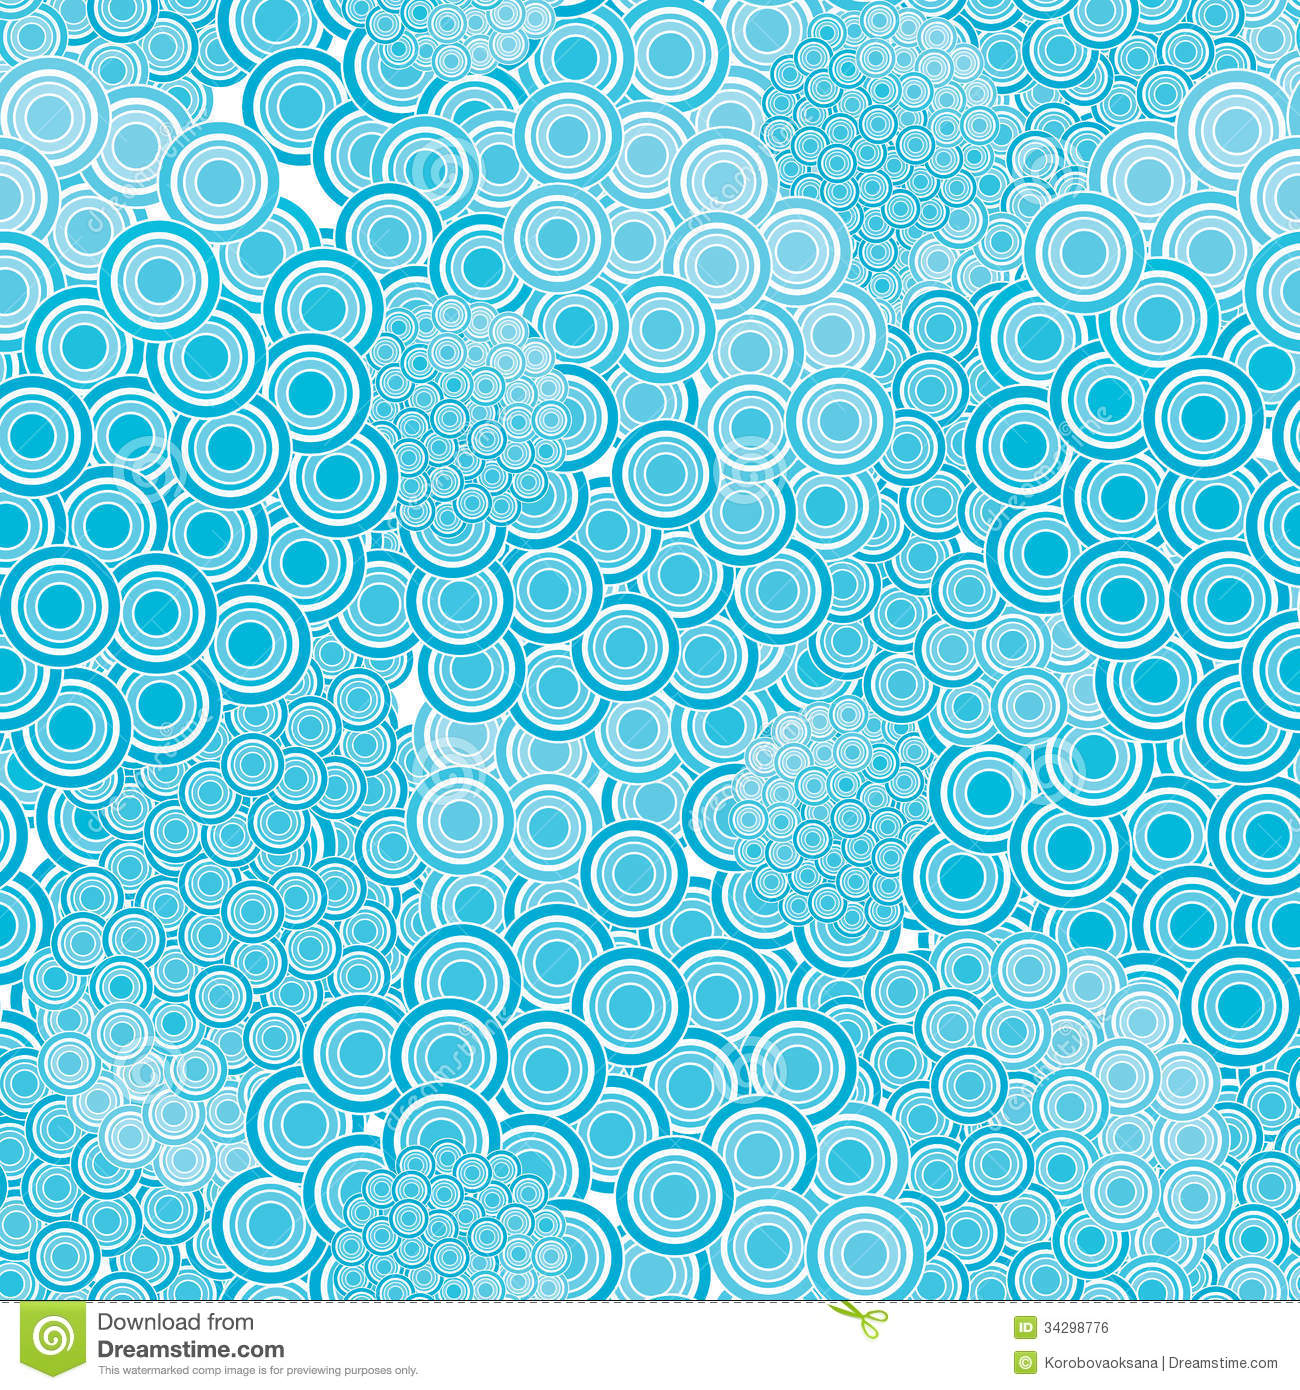 Download from
Dreamstime.com
This watermarked comp image is for previewing purposes only.
ID 34298776
© Korobovaoksana | Dreamstime.com